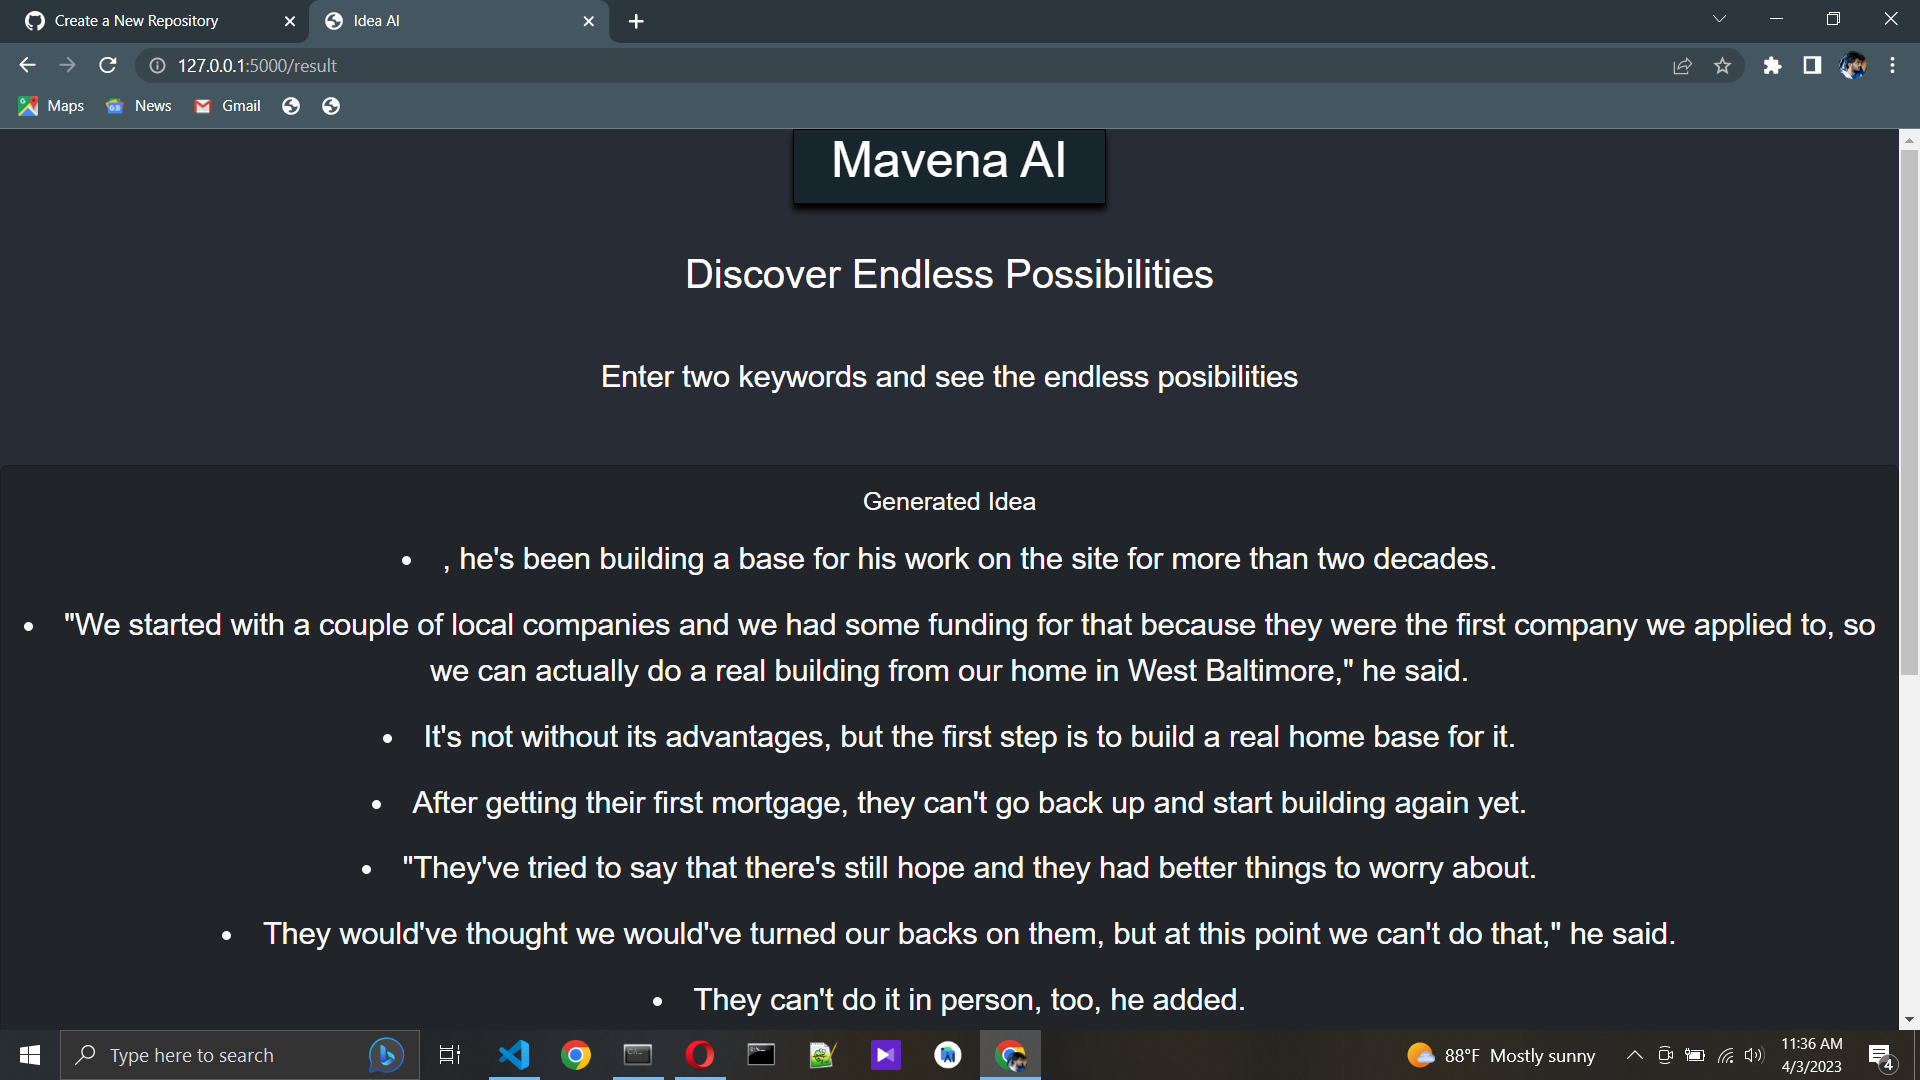 Create a New Repository
Idea AI
127.0.0.1:5000/result
Maps
News
Gmail
Mavena AI
Discover Endless Possibilities
Enter two keywords and see the endless posibilities
Generated Idea
• , he's been building a base for his work on the site for more than two decades.
• "We started with a couple of local companies and we had some funding for that because they were the first company we applied to, so
we can actually do a real building from our home in West Baltimore," he said.
• It's not without its advantages, but the first step is to build a real home base for it.
• After getting their first mortgage, they can't go back up and start building again yet.
• "They've tried to say that there's still hope and they had better things to worry about.
• They would've thought we would've turned our backs on them, but at this point we can't do that," he said.
• They can't do it in person, too, he added.
Type here to search
88°F Mostly sunny
11:36 AM
4/3/2023
4